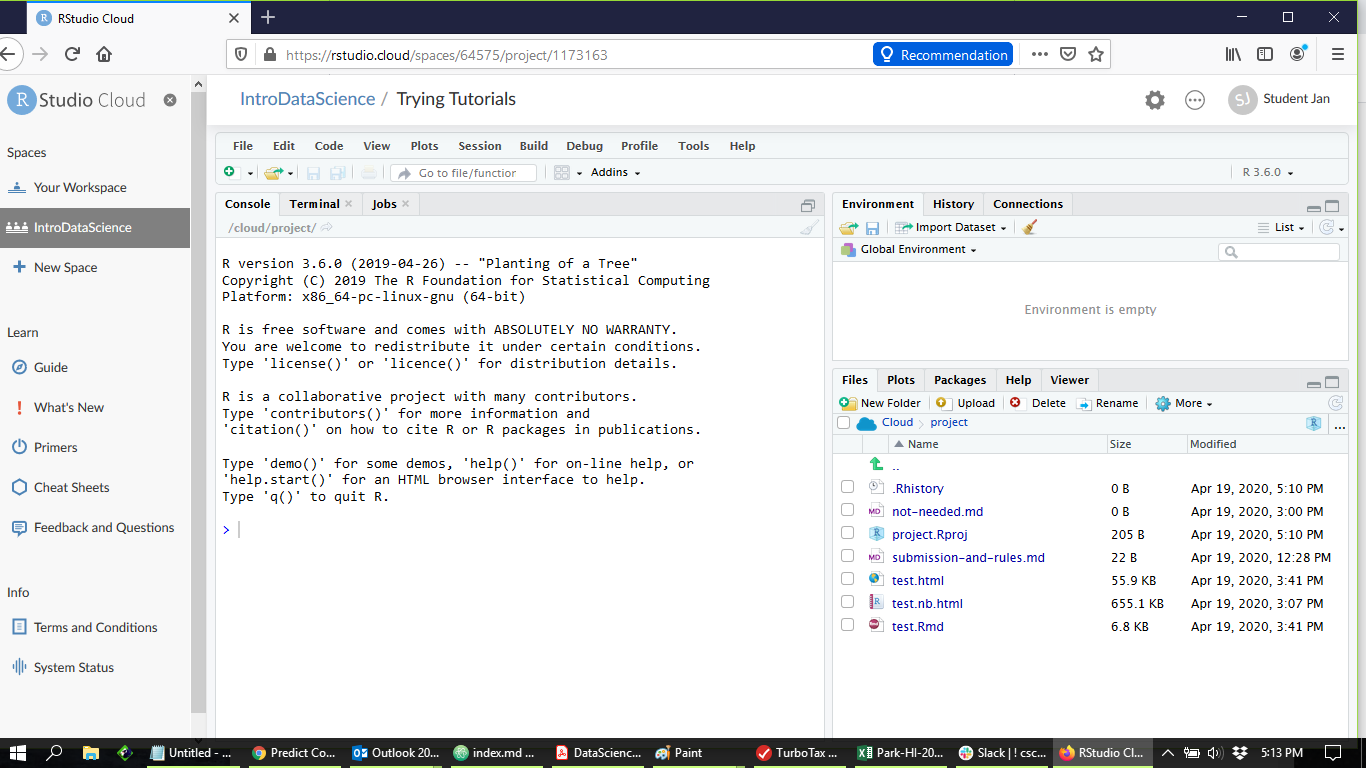 RStudio Cloud
https://rstudio.cloud/spaces/64575/project/1173163
Recommendation
R Studio Cloud
IntroDataScience / Trying Tutorials
SJ Student Jan
Spaces
Your Workspace
IntroDataScience
New Space
Learn
Guide
What's New
Primers
Cheat Sheets
Feedback and Questions
Info
Terms and Conditions
System Status
File Edit Code View Plots Session Build Debug Profile Tools Help
Go to file/function Addins R 3.6.0
Console Terminal Jobs
/cloud/project/
R version 3.6.0 (2019-04-26) -- "Planting of a Tree"
Copyright (C) 2019 The R Foundation for Statistical Computing
Platform: x86_64-pc-linux-gnu (64-bit)
R is free software and comes with ABSOLUTELY NO WARRANTY.
You are welcome to redistribute it under certain conditions.
Type 'license()' or 'licence()' for distribution details.
R is a collaborative project with many contributors.
Type 'contributors()' for more information and
'citation()' on how to cite R or R packages in publications.
Type 'demo()' for some demos, 'help()' for on-line help, or
'help.start()' for an HTML browser interface to help.
Type 'q()' to quit R.
>
Environment History Connections
Import Dataset List
Global Environment
Environment is empty
Files Plots Packages Help Viewer
New Folder Upload Delete Rename More
Cloud project ...
Name Size Modified
..
.Rhistory 0 B Apr 19, 2020, 5:10 PM
not-needed.md 0 B Apr 19, 2020, 3:00 PM
project.Rproj 205 B Apr 19, 2020, 5:10 PM
submission-and-rules.md 22 B Apr 19, 2020, 12:28 PM
test.html 55.9 KB Apr 19, 2020, 3:41 PM
test.nb.html 655.1 KB Apr 19, 2020, 3:07 PM
test.Rmd 6.8 KB Apr 19, 2020, 3:41 PM
Untitled - ... Predict Co... Outlook 20... index.md ... DataScienc... Paint TurboTax ... Park-HI-20... Slack | ! csc... RStudio Cl... 5:13 PM